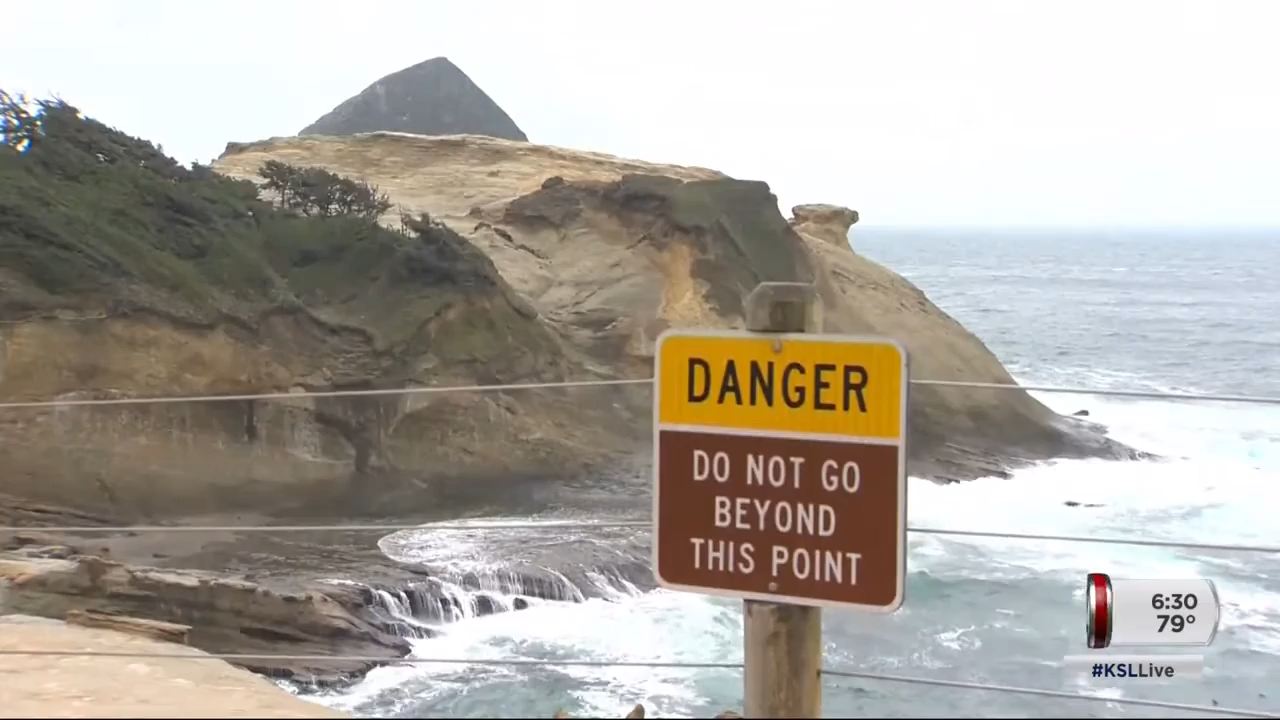 DANGER
DO NOT GO
BEYOND
THIS POINT
6:30
79°
#KSLLive